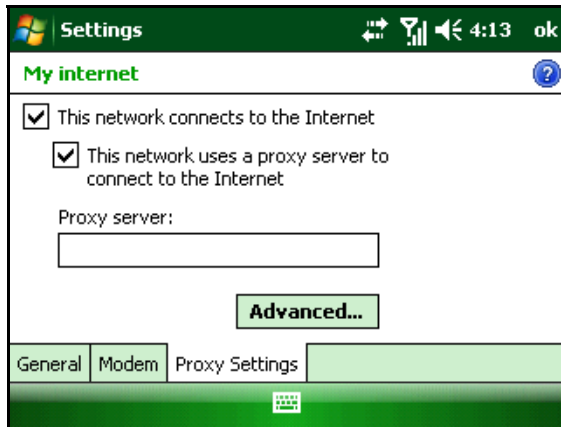 Settings 4:13 ok
My internet ?
This network connects to the Internet
This network uses a proxy server to
connect to the Internet
Proxy server:
Advanced...
General Modem Proxy Settings